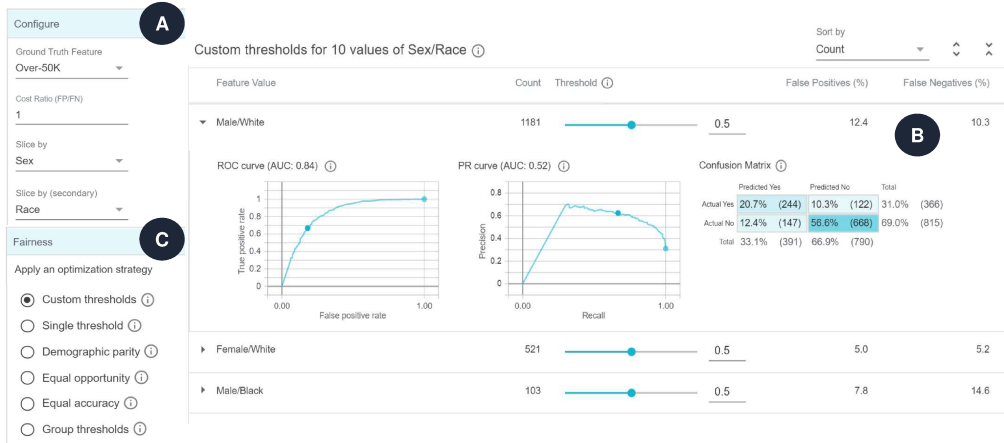 Configure
A
Ground Truth Feature
Over-50K
Cost Ratio (FP/FN)
1
Slice by
Sex
Slice by (secondary)
Race
Fairness
C
Apply an optimization strategy
Custom thresholds
Single threshold
Demographic parity
Equal opportunity
Equal accuracy
Group thresholds
Custom thresholds for 10 values of Sex/Race
Sort by
Count
Feature Value Count Threshold False Positives (%) False Negatives (%)
Male/White 1181 0.5 12.4 10.3
B
ROC curve (AUC: 0.84)
True positive rate
1
0.8
0.6
0.4
0.2
0
0.00 1.00
False positive rate
PR curve (AUC: 0.52)
Precision
0.8
0.6
0.4
0.2
0
0.00 1.00
Recall
Confusion Matrix
Predicted Yes Predicted No Total
Actual Yes 20.7% (244) 10.3% (122) 31.0% (366)
Actual No 12.4% (147) 56.6% (668) 69.0% (815)
Total 33.1% (391) 66.9% (790)
Female/White 521 0.5 5.0 5.2
Male/Black 103 0.5 7.8 14.6